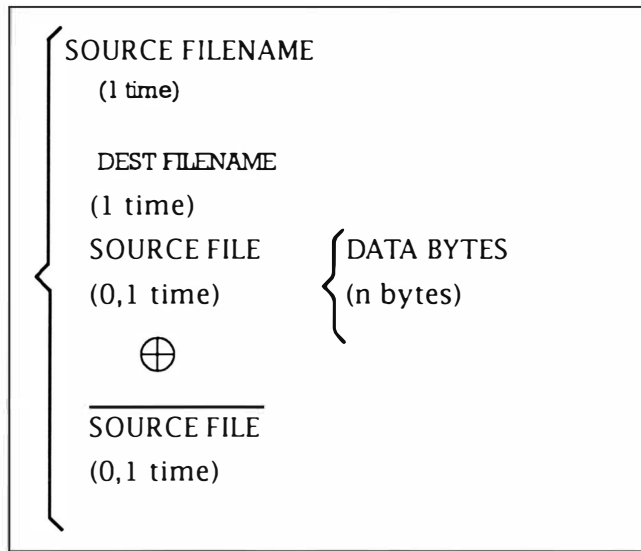 SOURCE FILENAME
(1 time)
DEST FILENAME
(1 time)
SOURCE FILE
(0,1 time)
DATA BYTES
(n bytes)
⊕
SOURCE FILE
(0,1 time)